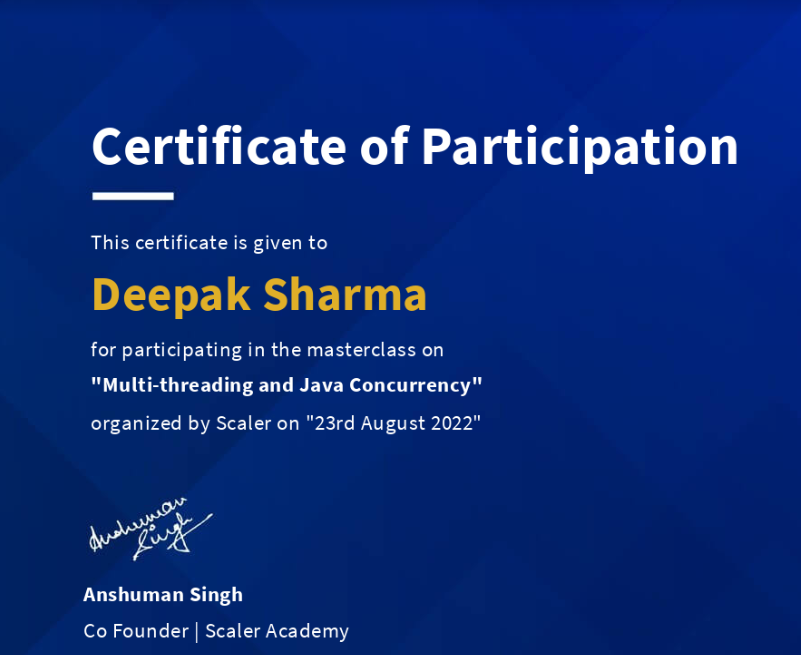 Certificate of Participation
This certificate is given to
Deepak Sharma
for participating in the masterclass on
"Multi-threading and Java Concurrency"
organized by Scaler on "23rd August 2022"
Anshuman
Singh
Anshuman Singh
Co Founder | Scaler Academy